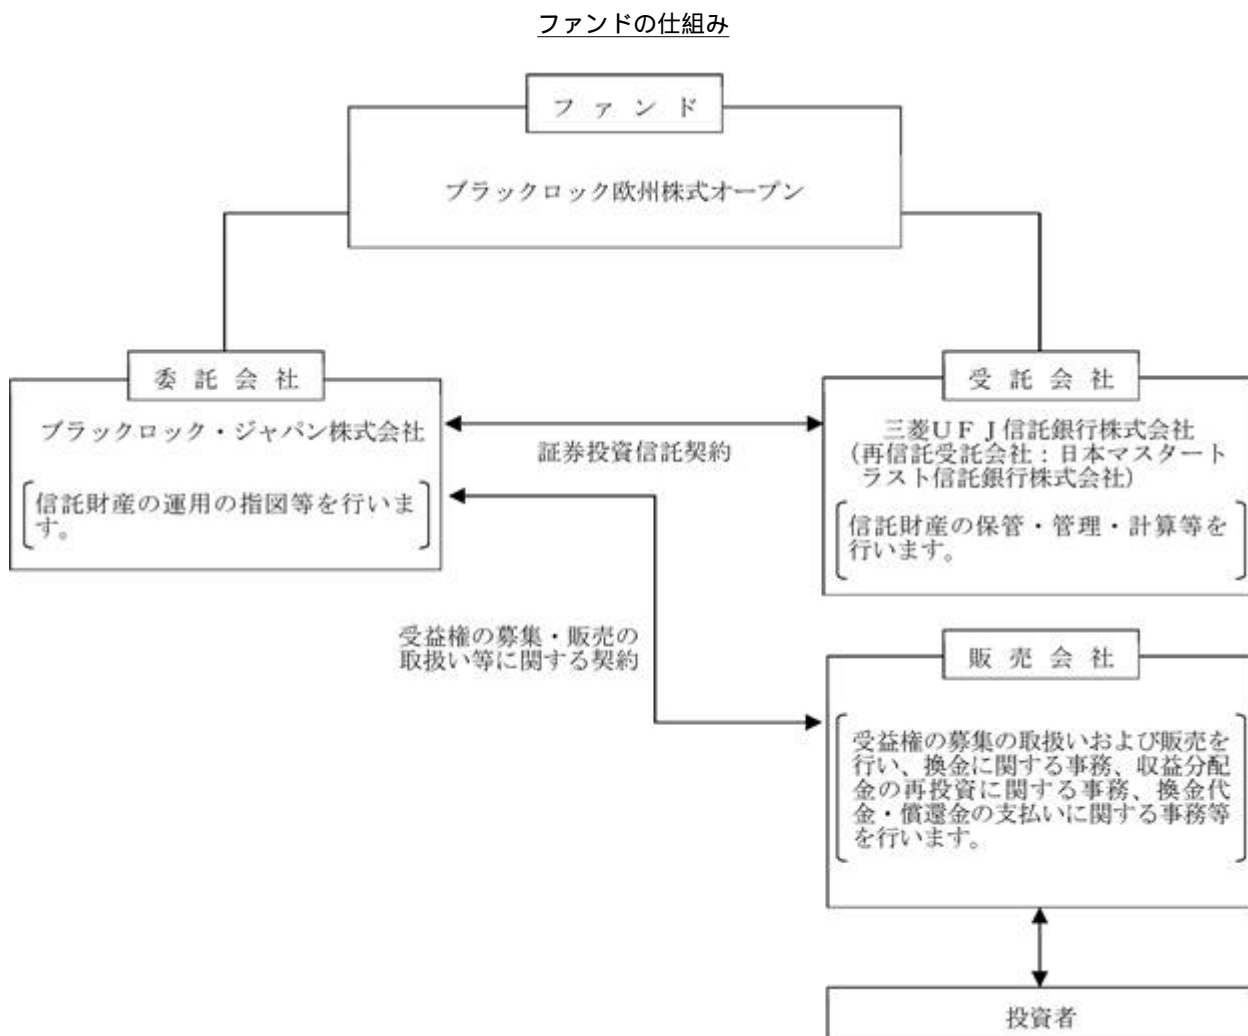 ファンドの仕組み
ファンド
ブラックロック欧州株式オープン
委託会社
ブラックロック・ジャパン株式会社
信託財産の運用の指図等を行いま
す。
証券投資信託契約
受託会社
三菱UFJ信託銀行株式会社
(再信託受託会社:日本マスタート
ラスト信託銀行株式会社)
信託財産の保管・管理・計算等を
行います。
受益権の募集・販売の
取扱い等に関する契約
販売会社
受益権の募集の取扱いおよび販売を
行い、換金に関する事務、収益分配
金の再投資に関する事務、換金代
金・償還金の支払いに関する事務等
を行います。
投資者